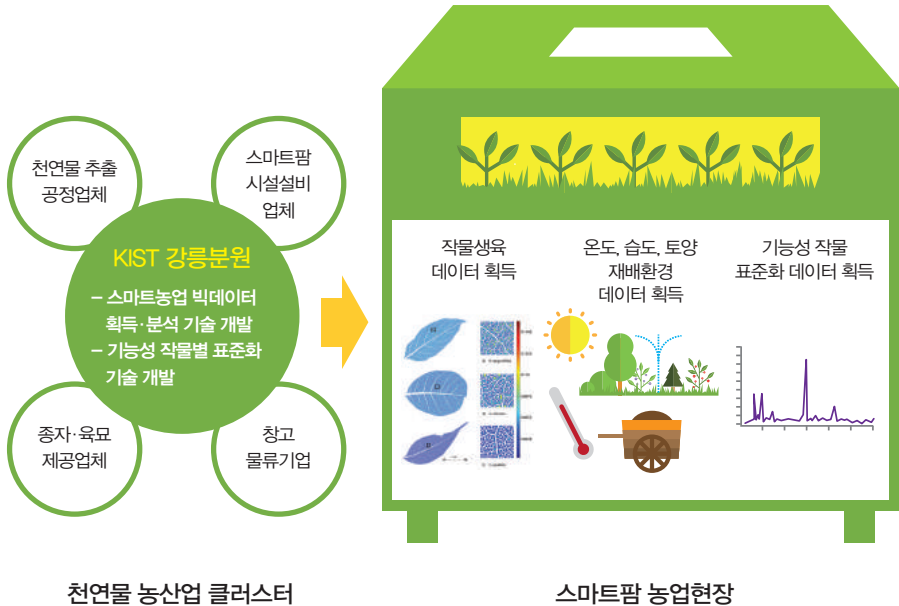 천연물 추출
공정업체
스마트팜
시설설비
업체
KIST 강릉분원
– 스마트농업 빅데이터
획득·분석 기술 개발
– 기능성 작물별 표준화
기술 개발
종자·육묘
제공업체
창고
물류기업
천연물 농산업 클러스터
작물생육
데이터 획득
온도, 습도, 토양
재배환경
데이터 획득
기능성 작물
표준화 데이터 획득
스마트팜 농업현장